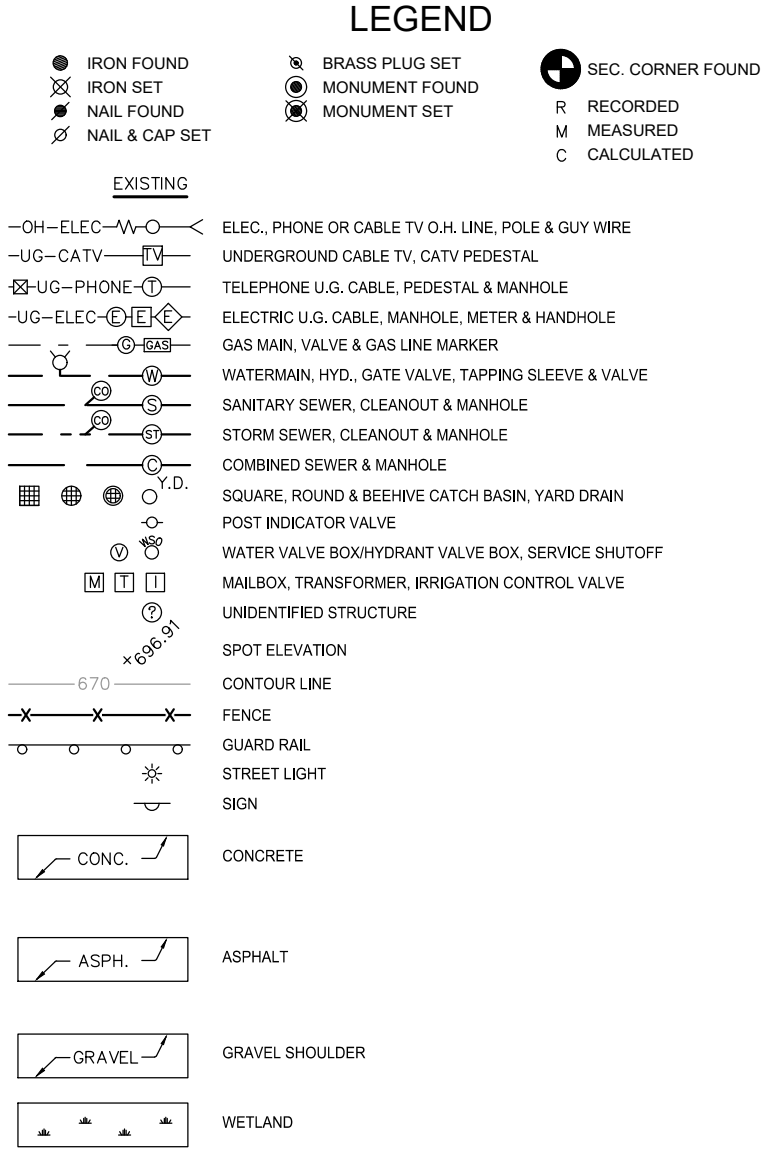 LEGEND
IRON FOUND
IRON SET
NAIL FOUND
NAIL & CAP SET
BRASS PLUG SET
MONUMENT FOUND
MONUMENT SET
SEC. CORNER FOUND
R RECORDED
M MEASURED
C CALCULATED
EXISTING
OH-ELEC ELEC., PHONE OR CABLE TV O.H. LINE, POLE & GUY WIRE
UG-CATV TV UNDERGROUND CABLE TV, CATV PEDESTAL
UG-PHONE T TELEPHONE U.G. CABLE, PEDESTAL & MANHOLE
UG-ELEC E E E ELECTRIC U.G. CABLE, MANHOLE, METER & HANDHOLE
G GAS GAS MAIN, VALVE & GAS LINE MARKER
W WATERMAIN, HYD., GATE VALVE, TAPPING SLEEVE & VALVE
CO S SANITARY SEWER, CLEANOUT & MANHOLE
CO ST STORM SEWER, CLEANOUT & MANHOLE
C COMBINED SEWER & MANHOLE
Y.D. SQUARE, ROUND & BEEHIVE CATCH BASIN, YARD DRAIN
POST INDICATOR VALVE
V WSO WATER VALVE BOX/HYDRANT VALVE BOX, SERVICE SHUTOFF
M T I MAILBOX, TRANSFORMER, IRRIGATION CONTROL VALVE
? UNIDENTIFIED STRUCTURE
+696.91 SPOT ELEVATION
670 CONTOUR LINE
X X X FENCE
GUARD RAIL
STREET LIGHT
SIGN
CONC. CONCRETE
ASPH. ASPHALT
GRAVEL GRAVEL SHOULDER
WETLAND